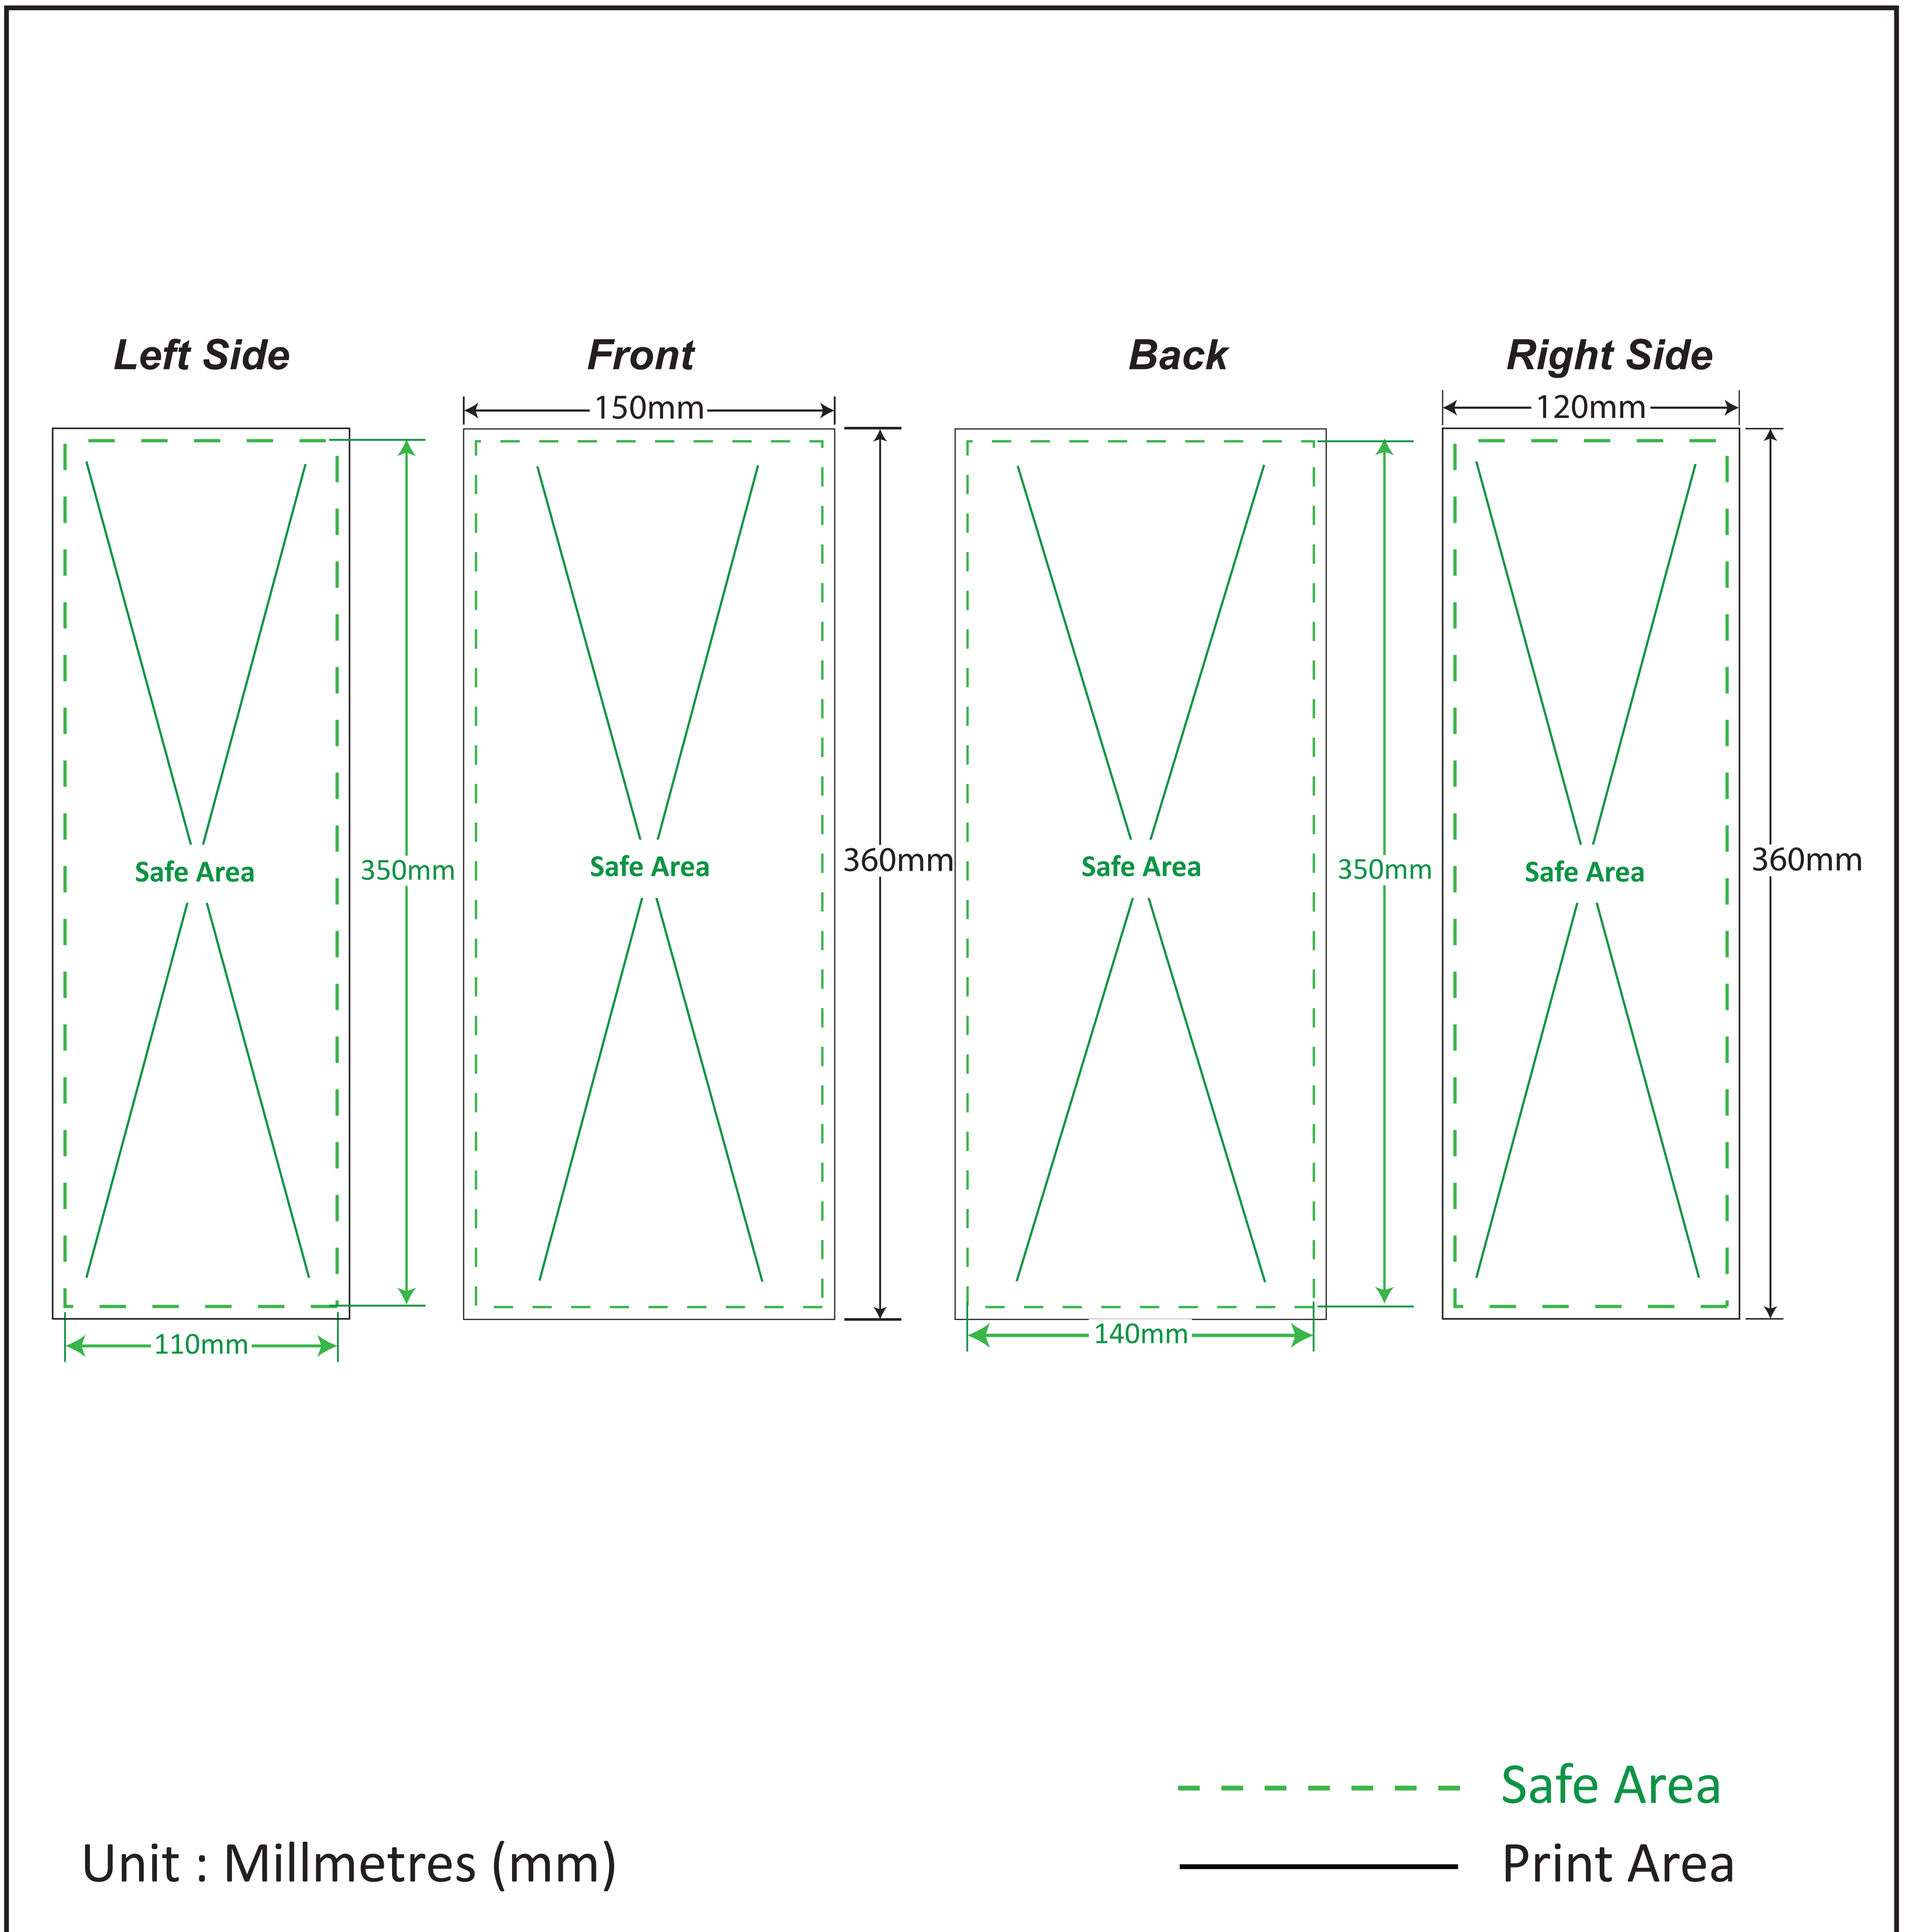 Left Side
Front
Back
Right Side
150mm
120mm
Safe Area
350mm
Safe Area
360mm
Safe Area
350mm
Safe Area
360mm
110mm
140mm
Safe Area
Unit : Millmetres (mm)
Print Area